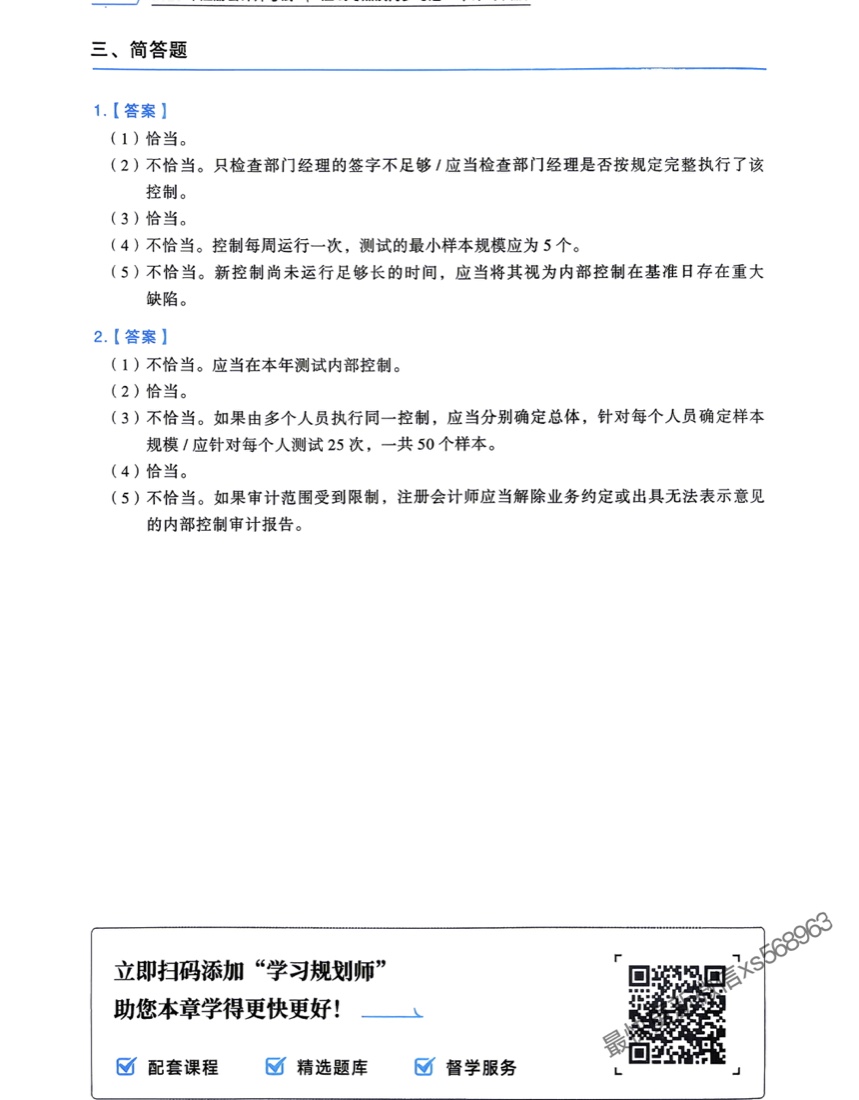 三、简答题
1.【答案】
(1)恰当。
(2)不恰当。只检查部门经理的签字不足够/应当检查部门经理是否按规定完整执行了该
控制。
(3)恰当。
(4)不恰当。控制每周运行一次，测试的最小样本规模应为5个。
(5)不恰当。新控制尚未运行足够长的时间，应当将其视为内部控制在基准日存在重大
缺陷。
2.【答案】
(1)不恰当。应当在本年测试内部控制。
(2)恰当。
(3)不恰当。如果由多个人员执行同一控制，应当分别确定总体，针对每个人员确定样本
规模/应针对每个人测试25次，一共50个样本。
(4)恰当。
(5)不恰当。如果审计范围受到限制，注册会计师应当解除业务约定或出具无法表示意见
的内部控制审计报告。
立即扫码添加“学习规划师”
助您本章学得更快更好！
配套课程 精选题库 督学服务
信xs568963